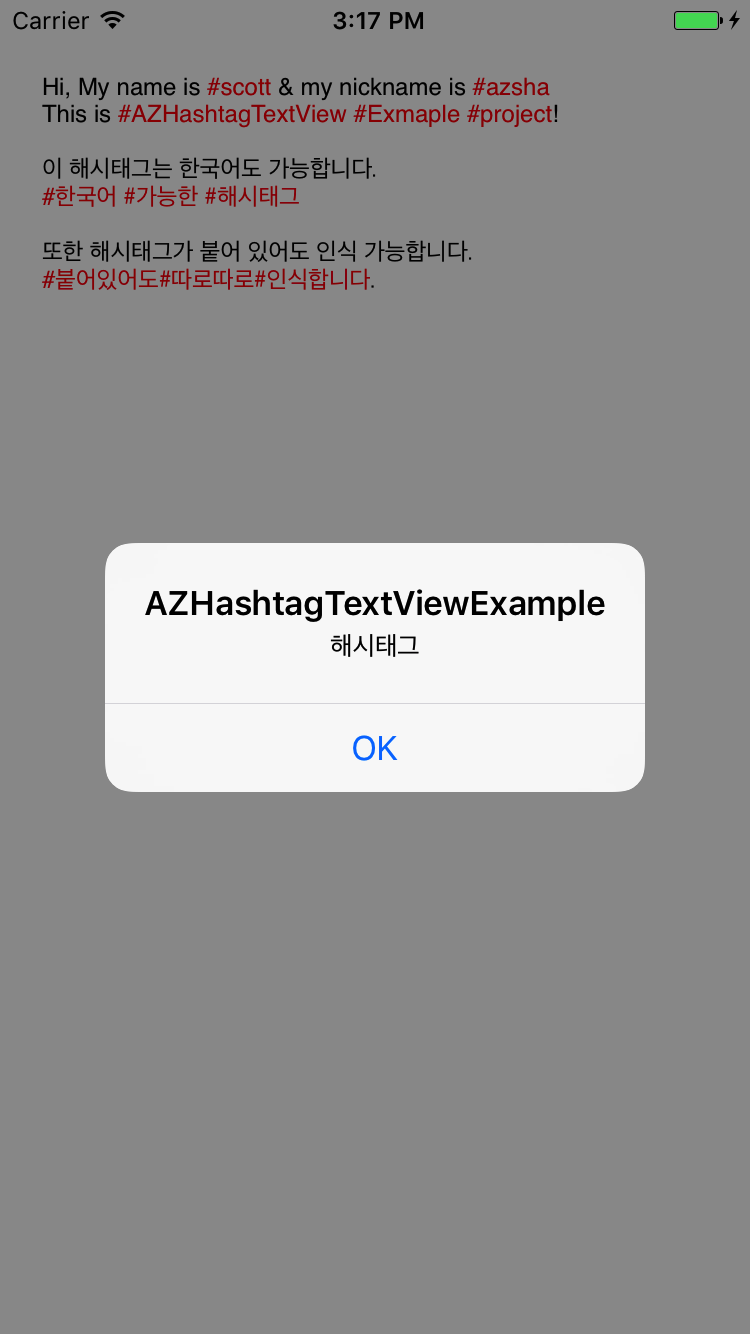 Carrier 3:17 PM
Hi, My name is #scott & my nickname is #azsha
This is #AZHashtagTextView #Exmaple #project!
이 해시태그는 한국어도 가능합니다.
#한국어 #가능한 #해시태그
또한 해시태그가 붙어 있어도 인식 가능합니다.
#붙어있어도#따로따로#인식합니다.
AZHashtagTextViewExample
해시태그
OK